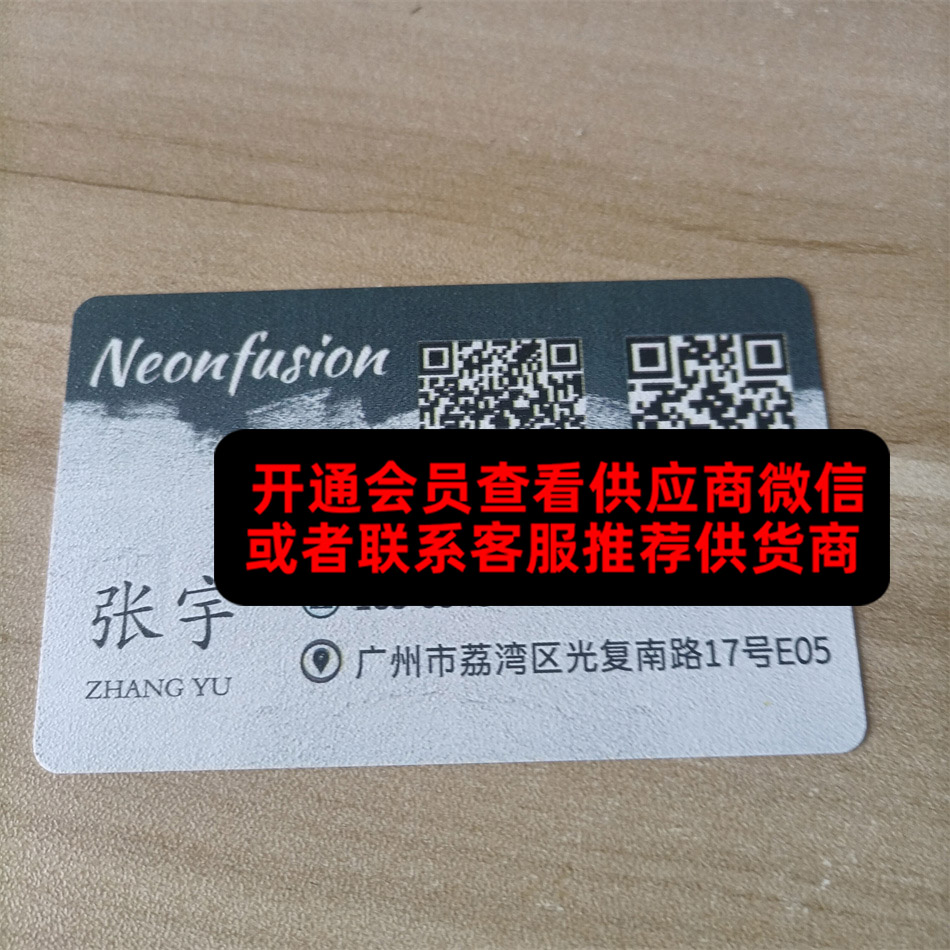 Neonfusion
开通会员查看供应商微信
或者联系客服推荐供货商
张宇
ZHANG YU
广州市荔湾区光复南路17号E05